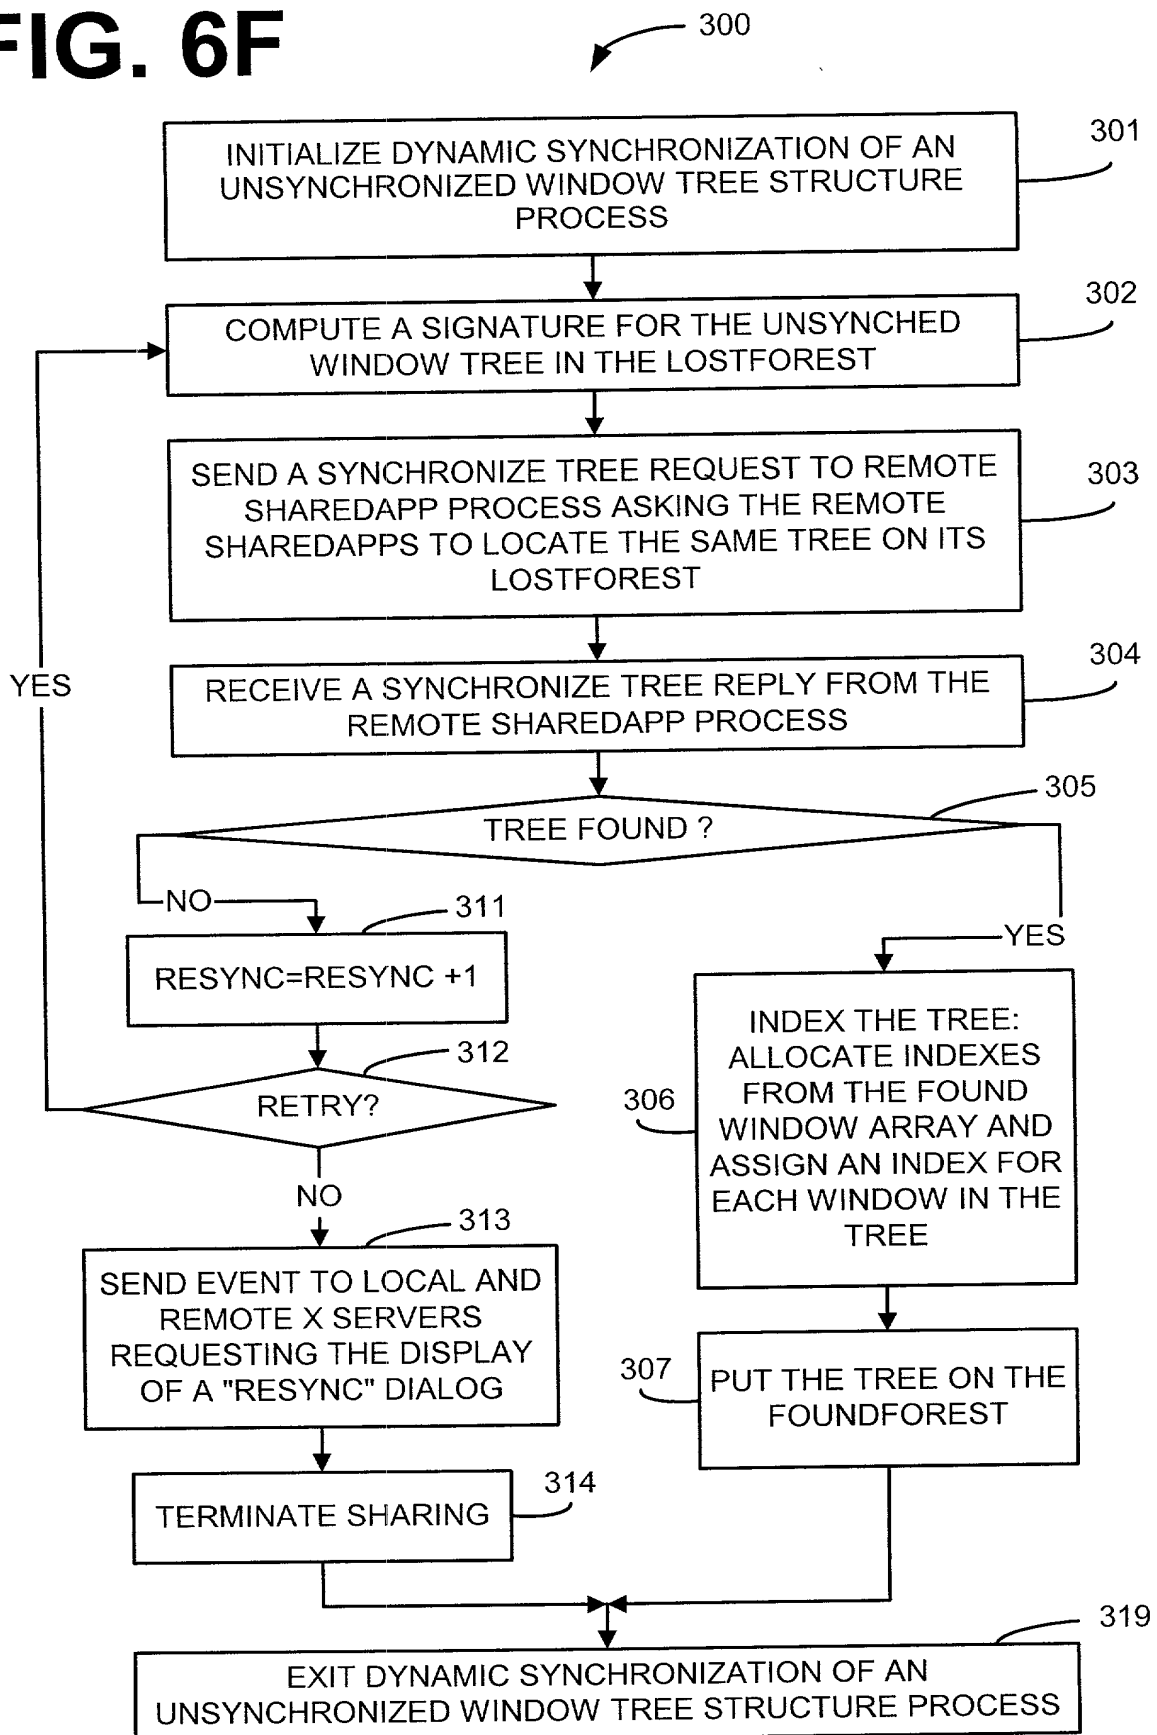 FIG. 6F
300
INITIALIZE DYNAMIC SYNCHRONIZATION OF AN
UNSYNCHRONIZED WINDOW TREE STRUCTURE
PROCESS
301
COMPUTE A SIGNATURE FOR THE UNSYNCHED
WINDOW TREE IN THE LOSTFOREST
302
SEND A SYNCHRONIZE TREE REQUEST TO REMOTE
SHAREDAPP PROCESS ASKING THE REMOTE
SHAREDAPPS TO LOCATE THE SAME TREE ON ITS
LOSTFOREST
303
RECEIVE A SYNCHRONIZE TREE REPLY FROM THE
REMOTE SHAREDAPP PROCESS
304
YES
TREE FOUND ?
305
NO
311
RESYNC=RESYNC +1
312
RETRY?
NO
313
SEND EVENT TO LOCAL AND
REMOTE X SERVERS
REQUESTING THE DISPLAY
OF A "RESYNC" DIALOG
TERMINATE SHARING
314
YES
306
INDEX THE TREE:
ALLOCATE INDEXES
FROM THE FOUND
WINDOW ARRAY AND
ASSIGN AN INDEX FOR
EACH WINDOW IN THE
TREE
307
PUT THE TREE ON THE
FOUNDFOREST
319
EXIT DYNAMIC SYNCHRONIZATION OF AN
UNSYNCHRONIZED WINDOW TREE STRUCTURE PROCESS